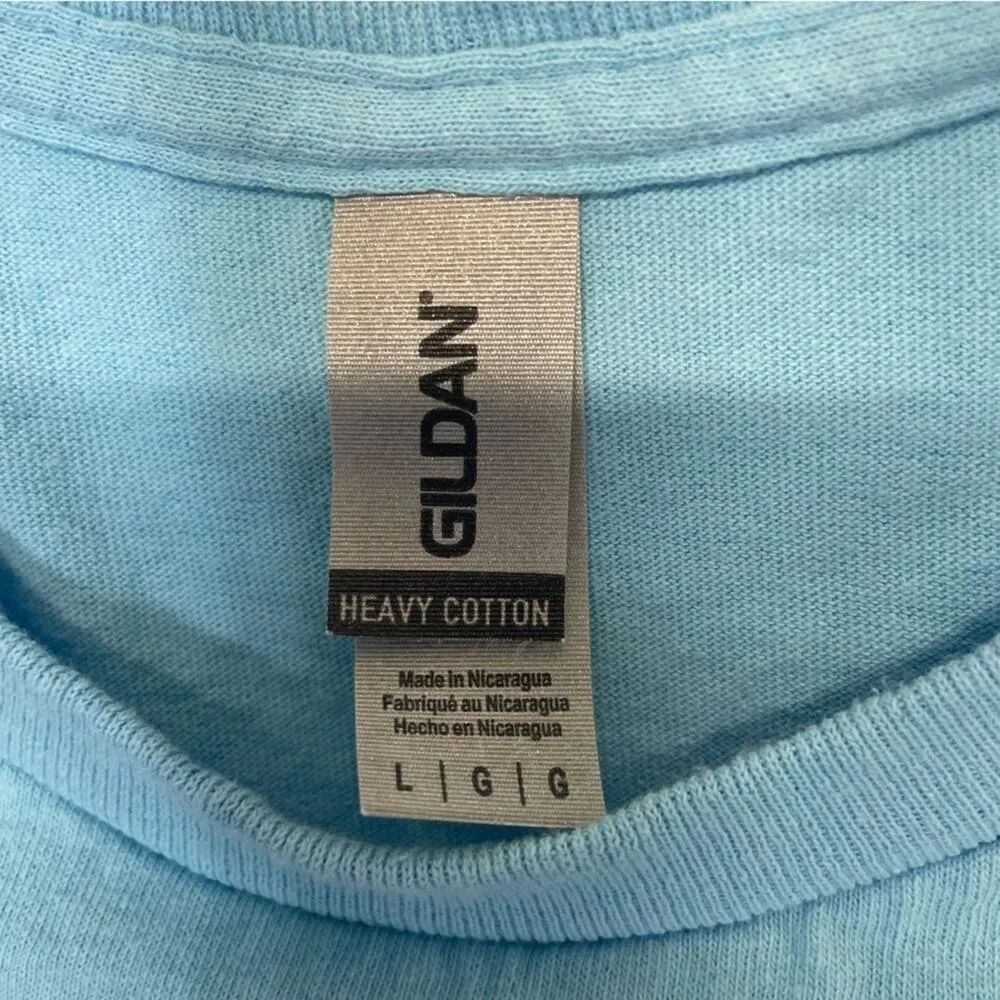 GILDAN®
HEAVY COTTON
Made in Nicaragua
Fabriqué au Nicaragua
Hecho en Nicaragua
L | G | G